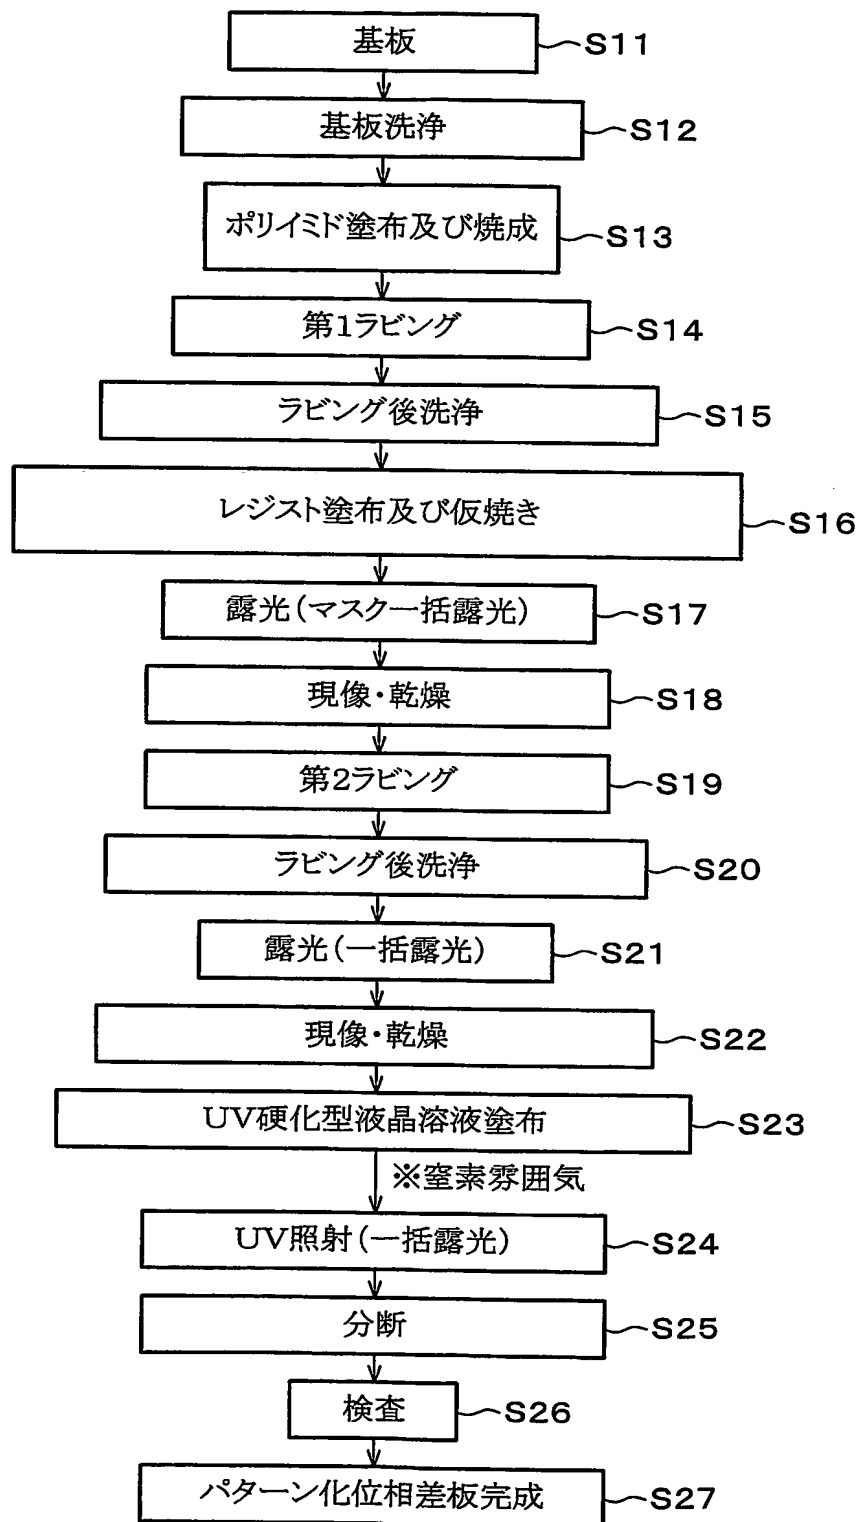 基板 S11
基板洗浄 S12
ポリイミド塗布及び焼成 S13
第1ラビング S14
ラビング後洗浄 S15
レジスト塗布及び仮焼き S16
露光(マスク一括露光) S17
現像・乾燥 S18
第2ラビング S19
ラビング後洗浄 S20
露光(一括露光) S21
現像・乾燥 S22
UV硬化型液晶溶液塗布 S23
※窒素雰囲気
UV照射(一括露光) S24
分断 S25
検査 S26
パターン化位相差板完成 S27